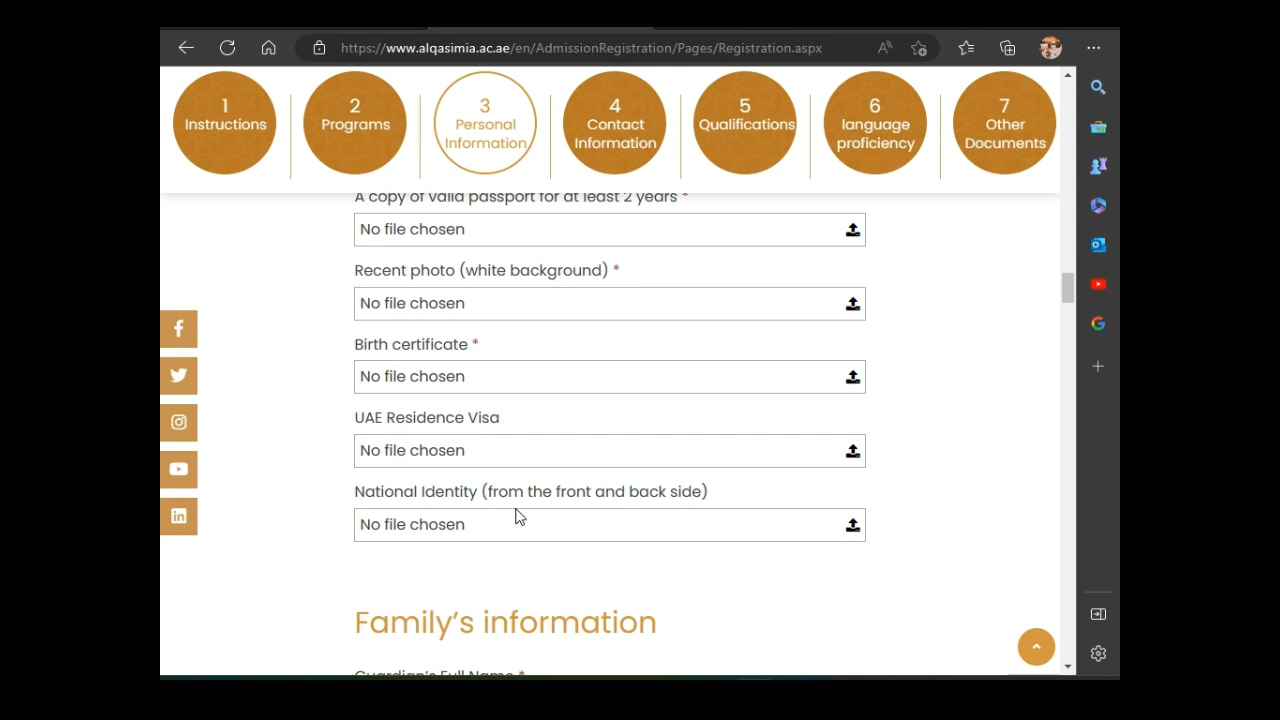 https://www.alqasimia.ac.ae/en/AdmissionRegistration/Pages/Registration.aspx
1
Instructions
2
Programs
3
Personal
Information
4
Contact
Information
5
Qualifications
6
language
proficiency
7
Other
Documents
A copy of valid passport for at least 2 years *
No file chosen
Recent photo (white background) *
No file chosen
Birth certificate *
No file chosen
UAE Residence Visa
No file chosen
National Identity (from the front and back side)
No file chosen
Family's information
Guardian's Full Name *